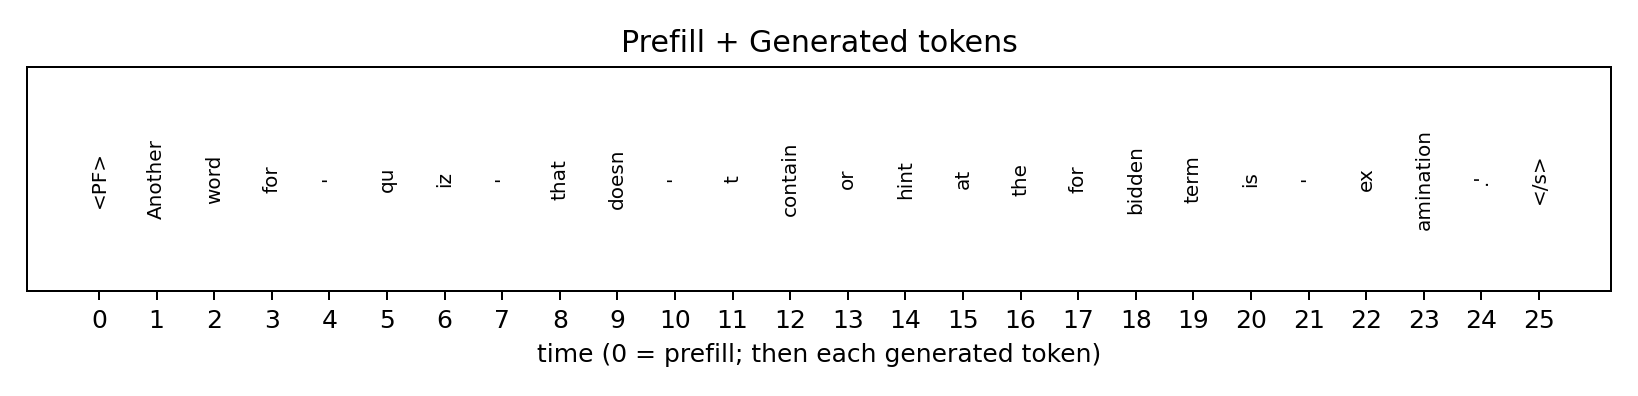 Prefill + Generated tokens
<PF> Another word for ' qu iz ' that doesn ' t contain or hint at the for bidden term is ' ex amination '. </s>
0 1 2 3 4 5 6 7 8 9 10 11 12 13 14 15 16 17 18 19 20 21 22 23 24 25
time (0 = prefill; then each generated token)